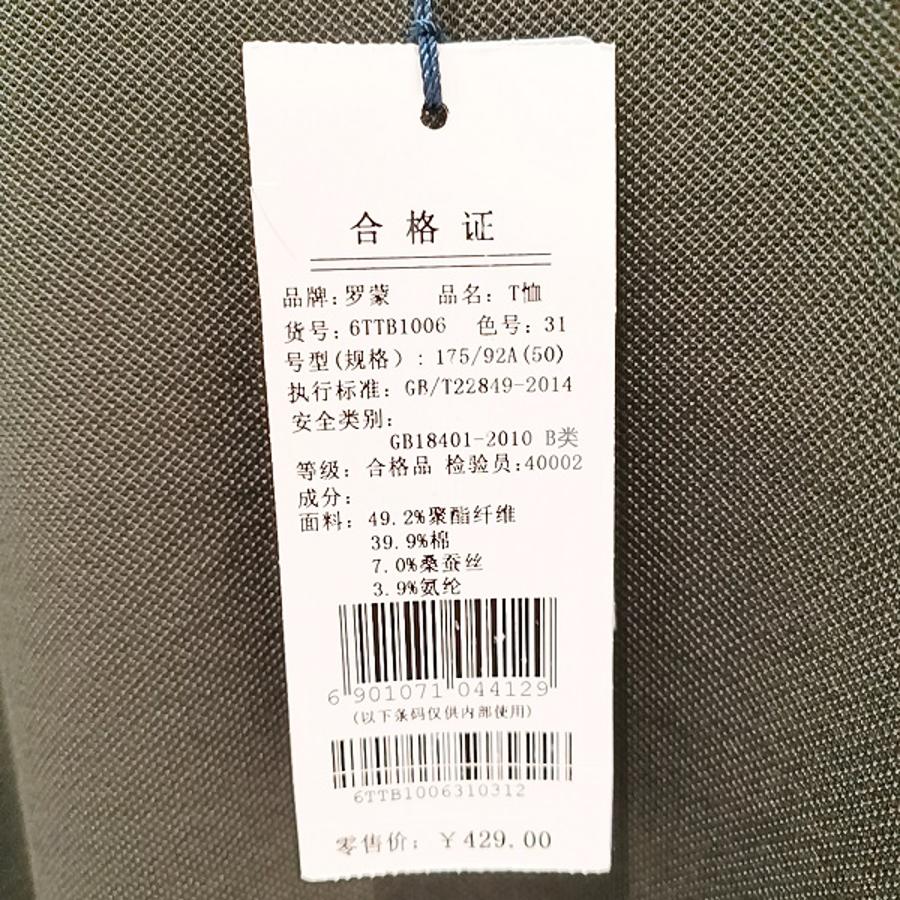 合格证
品牌:罗蒙 品名: T恤
货号: 6TTB1006 色号: 31
号型(规格): 175/92A(50)
执行标准: GB/T22849-2014
安全类别:
GB18401-2010 B类
等级: 合格品 检验员:40002
成分:
面料: 49.2%聚酯纤维
39.9%棉
7.0%桑蚕丝
3.9%氨纶
6 901071 044129
(以下条码仅供内部使用)
6TTB1006310312
零售价: ¥429.00